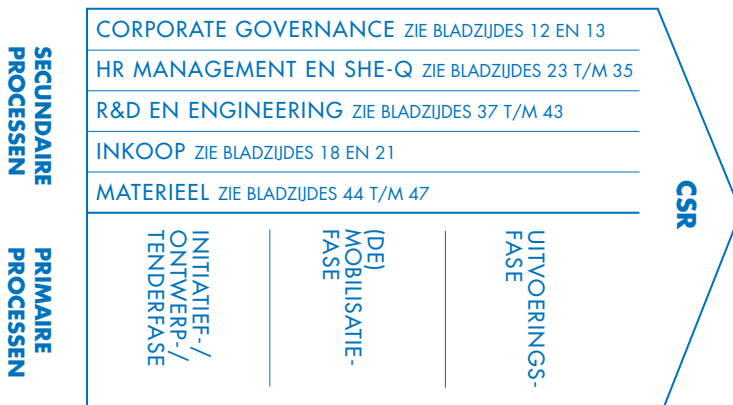 SECUNDAIRE
PROCESSEN
CORPORATE GOVERNANCE ZIE BLADZIJDES 12 EN 13
HR MANAGEMENT EN SHE-Q ZIE BLADZIJDES 23 T/M 35
R&D EN ENGINEERING ZIE BLADZIJDES 37 T/M 43
INKOOP ZIE BLADZIJDES 18 EN 21
MATERIEEL ZIE BLADZIJDES 44 T/M 47
CSR
PRIMAIRE
PROCESSEN
INITIATIEF-/
ONTWERP-/
TENDERFASE
(DE)
MOBILISATIE-
FASE
UITVOERINGS-
FASE